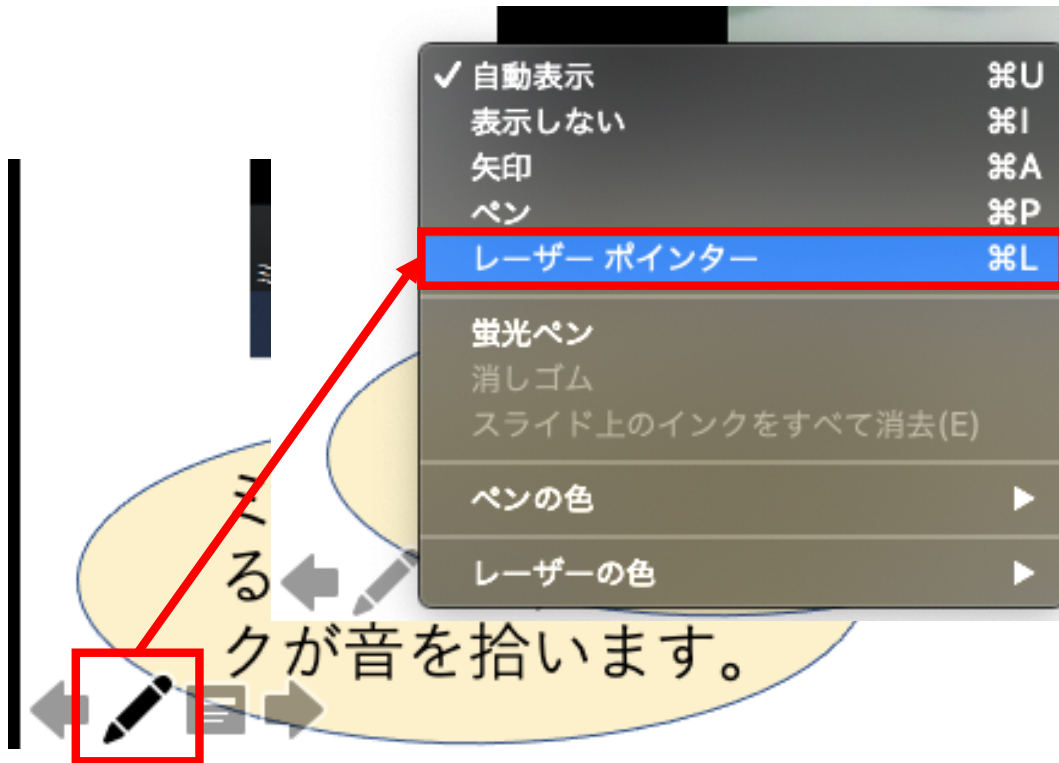 ✓ 自動表示 ⌘U
表示しない ⌘I
矢印 ⌘A
ペン ⌘P
レーザー ポインター ⌘L
蛍光ペン
消しゴム
スライド上のインクをすべて消去(E)
ペンの色 ▶
レーザーの色 ▶
ミ
る
クが音を拾います。